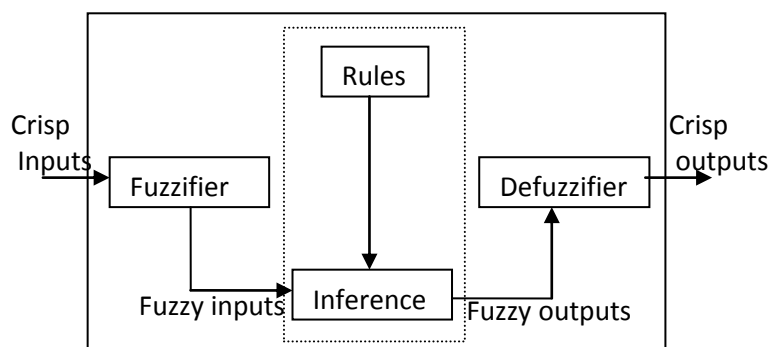 Rules
Crisp
Inputs
Crisp
outputs
Fuzzifier
Defuzzifier
Fuzzy inputs
Inference
Fuzzy outputs